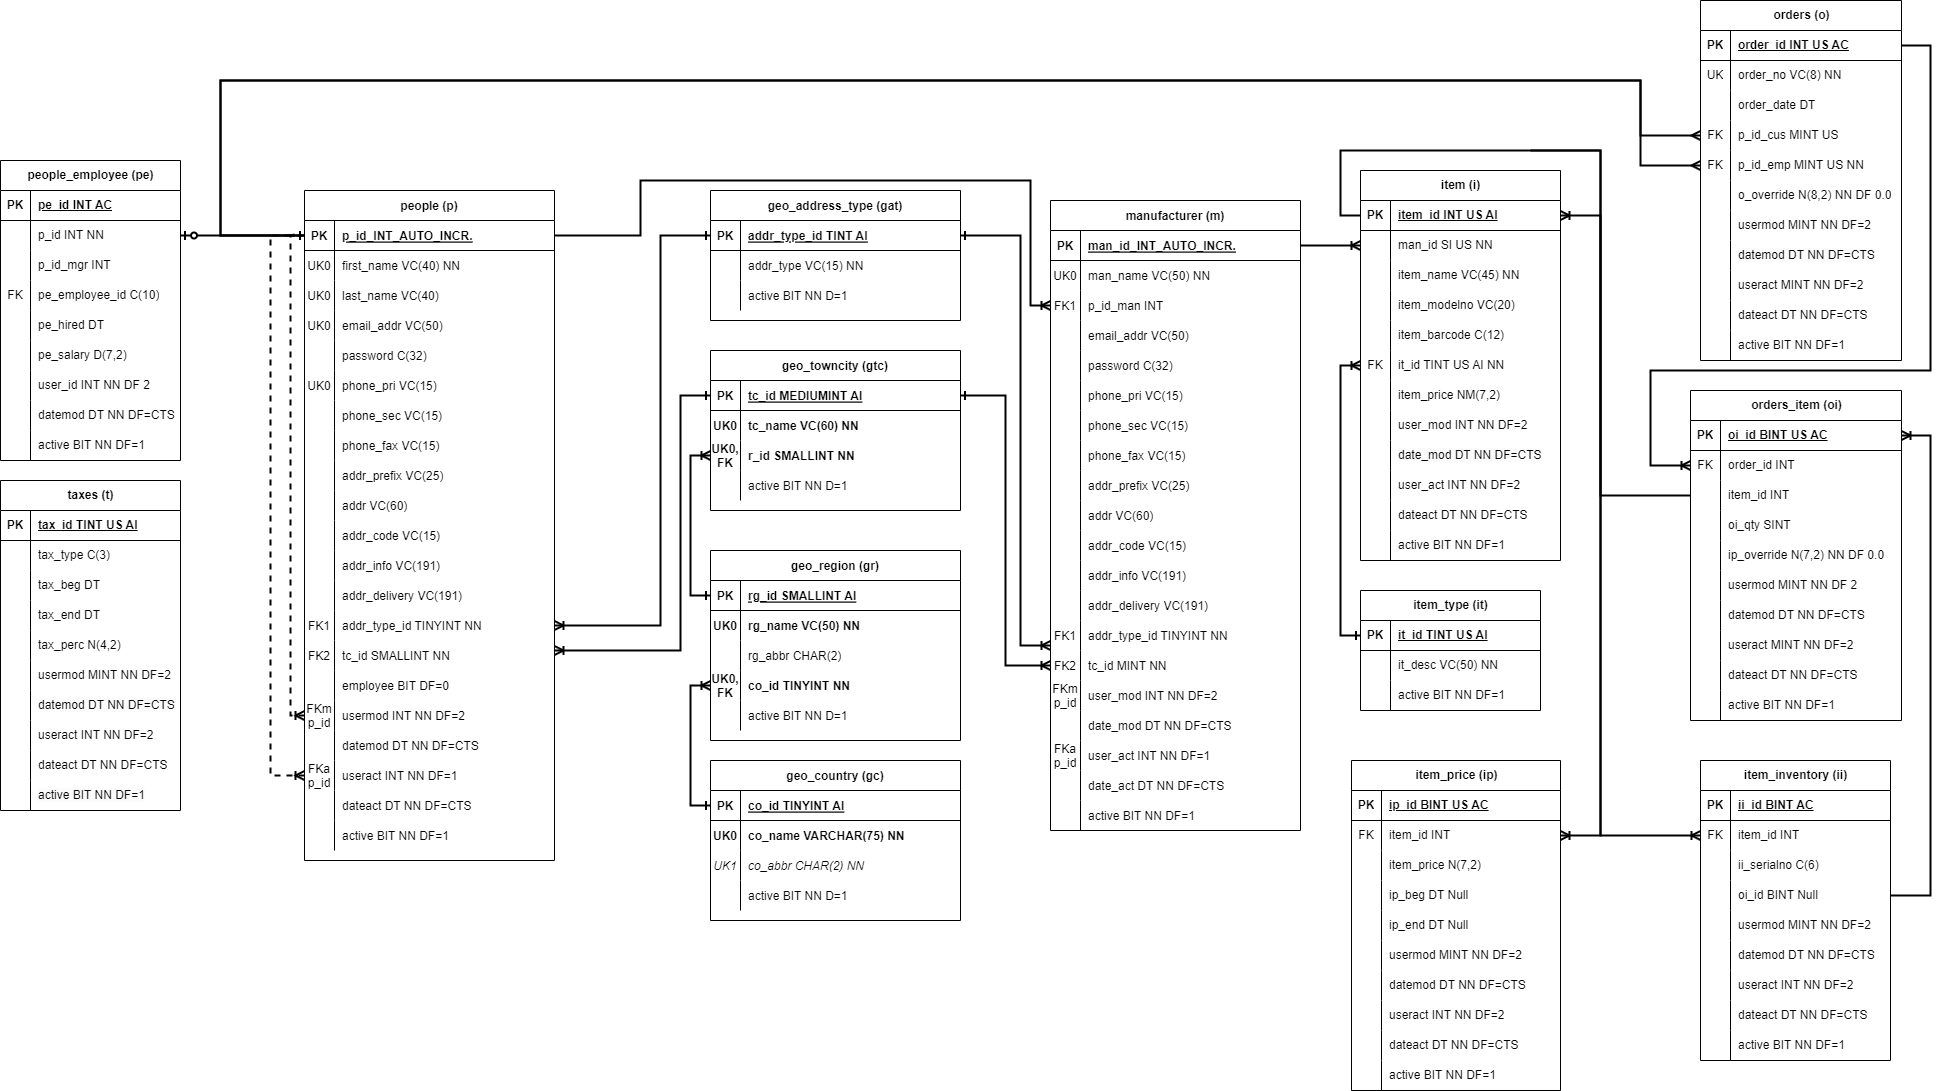 orders (o)
PK order_id INT US AC
UK order_no VC(8) NN
order_date DT
FK p_id_cus MINT US
FK p_id_emp MINT US NN
o_override N(8,2) NN DF 0.0
usermod MINT NN DF=2
datemod DT NN DF=CTS
useract MINT NN DF=2
dateact DT NN DF=CTS
active BIT NN DF=1
people_employee (pe)
PK pe_id INT AC
p_id INT NN
p_id_mgr INT
FK pe_employee_id C(10)
pe_hired DT
pe_salary D(7,2)
user_id INT NN DF 2
datemod DT NN DF=CTS
active BIT NN DF=1
taxes (t)
PK tax_id TINT US AI
tax_type C(3)
tax_beg DT
tax_end DT
tax_perc N(4,2)
usermod MINT NN DF=2
datemod DT NN DF=CTS
useract INT NN DF=2
dateact DT NN DF=CTS
active BIT NN DF=1
people (p)
PK p_id_INT_AUTO_INCR.
UK0 first_name VC(40) NN
UK0 last_name VC(40)
UK0 email_addr VC(50)
password C(32)
UK0 phone_pri VC(15)
phone_sec VC(15)
phone_fax VC(15)
addr_prefix VC(25)
addr VC(60)
addr_code VC(15)
addr_info VC(191)
addr_delivery VC(191)
FK1 addr_type_id TINYINT NN
FK2 tc_id SMALLINT NN
employee BIT DF=0
FKm
p_id
usermod INT NN DF=2
datemod DT NN DF=CTS
FKa
p_id
useract INT NN DF=1
dateact DT NN DF=CTS
active BIT NN DF=1
geo_address_type (gat)
PK addr_type_id TINT AI
addr_type VC(15) NN
active BIT NN D=1
geo_towncity (gtc)
PK tc_id MEDIUMINT AI
UK0 tc_name VC(60) NN
UK0,
FK
r_id SMALLINT NN
active BIT NN D=1
geo_region (gr)
PK rg_id SMALLINT AI
UK0 rg_name VC(50) NN
rg_abbr CHAR(2)
UK0,
FK
co_id TINYINT NN
active BIT NN D=1
geo_country (gc)
PK co_id TINYINT AI
UK0 co_name VARCHAR(75) NN
UK1 co_abbr CHAR(2) NN
active BIT NN D=1
manufacturer (m)
PK man_id_INT_AUTO_INCR.
UK0 man_name VC(50) NN
FK1 p_id_man INT
email_addr VC(50)
password C(32)
phone_pri VC(15)
phone_sec VC(15)
phone_fax VC(15)
addr_prefix VC(25)
addr VC(60)
addr_code VC(15)
addr_info VC(191)
addr_delivery VC(191)
FK1 addr_type_id TINYINT NN
FK2 tc_id MINT NN
FKm
p_id
user_mod INT NN DF=2
date_mod DT NN DF=CTS
FKa
p_id
user_act INT NN DF=1
date_act DT NN DF=CTS
active BIT NN DF=1
item (i)
PK item_id INT US AI
man_id SI US NN
item_name VC(45) NN
item_modelno VC(20)
item_barcode C(12)
FK it_id TINT US AI NN
item_price NM(7,2)
user_mod INT NN DF=2
date_mod DT NN DF=CTS
user_act INT NN DF=2
dateact DT NN DF=CTS
active BIT NN DF=1
item_type (it)
PK it_id TINT US AI
it_desc VC(50) NN
active BIT NN DF=1
item_price (ip)
PK ip_id BINT US AC
FK item_id INT
item_price N(7,2)
ip_beg DT Null
ip_end DT Null
usermod MINT NN DF=2
datemod DT NN DF=CTS
useract INT NN DF=2
dateact DT NN DF=CTS
active BIT NN DF=1
orders_item (oi)
PK oi_id BINT US AC
FK order_id INT
item_id INT
oi_qty SINT
ip_override N(7,2) NN DF 0.0
usermod MINT NN DF 2
datemod DT NN DF=CTS
useract MINT NN DF=2
dateact DT NN DF=CTS
active BIT NN DF=1
item_inventory (ii)
PK ii_id BINT AC
FK item_id INT
ii_serialno C(6)
oi_id BINT Null
usermod MINT NN DF=2
datemod DT NN DF=CTS
useract INT NN DF=2
dateact DT NN DF=CTS
active BIT NN DF=1